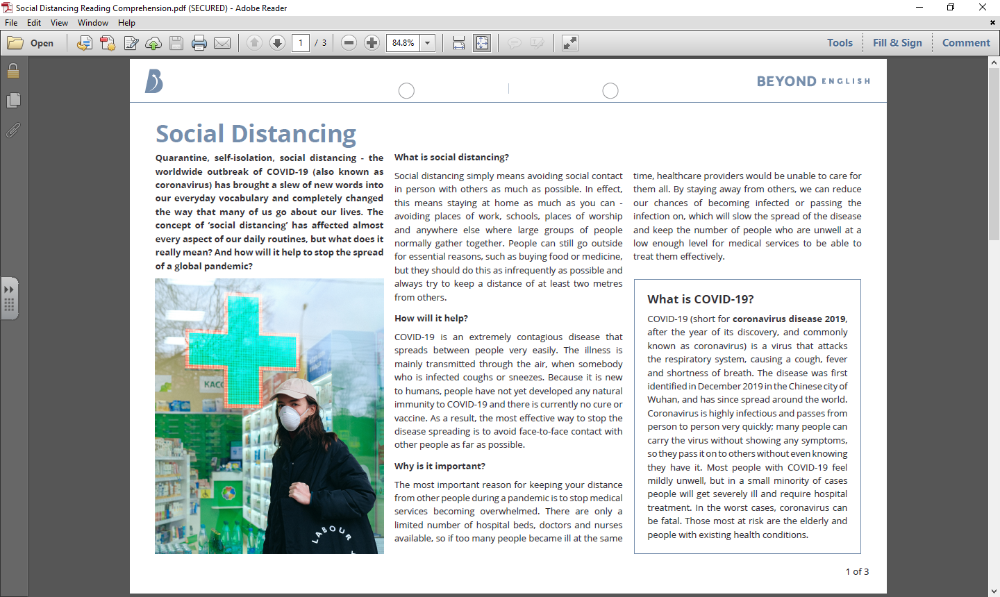 Social Distancing Reading Comprehension.pdf (SECURED) - Adobe Reader
File Edit View Window Help
Open 1 / 3 84.8% Tools Fill & Sign Comment
B BEYOND ENGLISH
Social Distancing
Quarantine, self-isolation, social distancing - the
worldwide outbreak of COVID-19 (also known as
coronavirus) has brought a slew of new words into
our everyday vocabulary and completely changed
the way that many of us go about our lives. The
concept of ‘social distancing’ has affected almost
every aspect of our daily routines, but what does it
really mean? And how will it help to stop the spread
of a global pandemic?
KACC
LABOUR
What is social distancing?
Social distancing simply means avoiding social contact
in person with others as much as possible. In effect,
this means staying at home as much as you can -
avoiding places of work, schools, places of worship
and anywhere else where large groups of people
normally gather together. People can still go outside
for essential reasons, such as buying food or medicine,
but they should do this as infrequently as possible and
always try to keep a distance of at least two metres
from others.
How will it help?
COVID-19 is an extremely contagious disease that
spreads between people very easily. The illness is
mainly transmitted through the air, when somebody
who is infected coughs or sneezes. Because it is new
to humans, people have not yet developed any natural
immunity to COVID-19 and there is currently no cure or
vaccine. As a result, the most effective way to stop the
disease spreading is to avoid face-to-face contact with
other people as far as possible.
Why is it important?
The most important reason for keeping your distance
from other people during a pandemic is to stop medical
services becoming overwhelmed. There are only a
limited number of hospital beds, doctors and nurses
available, so if too many people became ill at the same
time, healthcare providers would be unable to care for
them all. By staying away from others, we can reduce
our chances of becoming infected or passing the
infection on, which will slow the spread of the disease
and keep the number of people who are unwell at a
low enough level for medical services to be able to
treat them effectively.
What is COVID-19?
COVID-19 (short for coronavirus disease 2019,
after the year of its discovery, and commonly
known as coronavirus) is a virus that attacks
the respiratory system, causing a cough, fever
and shortness of breath. The disease was first
identified in December 2019 in the Chinese city of
Wuhan, and has since spread around the world.
Coronavirus is highly infectious and passes from
person to person very quickly; many people can
carry the virus without showing any symptoms,
so they pass it on to others without even knowing
they have it. Most people with COVID-19 feel
mildly unwell, but in a small minority of cases
people will get severely ill and require hospital
treatment. In the worst cases, coronavirus can
be fatal. Those most at risk are the elderly and
people with existing health conditions.
1 of 3